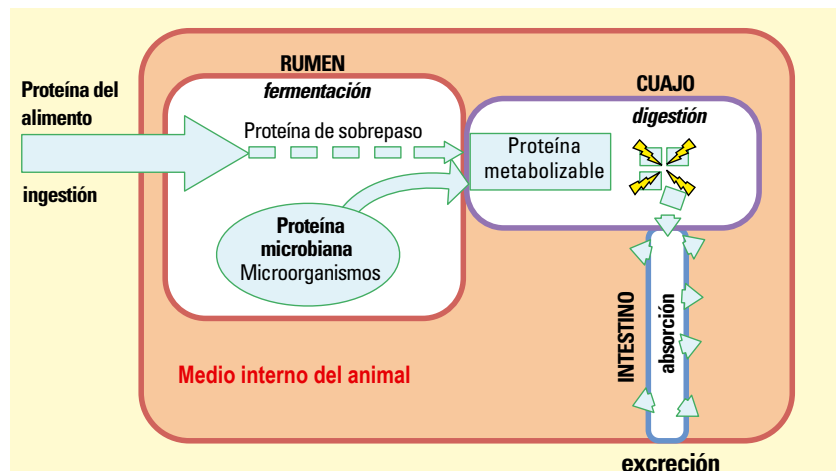 RUMEN
fermentación
Proteína del
alimento
ingestión
Proteína de sobrepaso
Proteína
microbiana
Microorganismos
CUAJO
digestión
Proteína
metabolizable
INTESTINO
absorción
Medio interno del animal
excreción